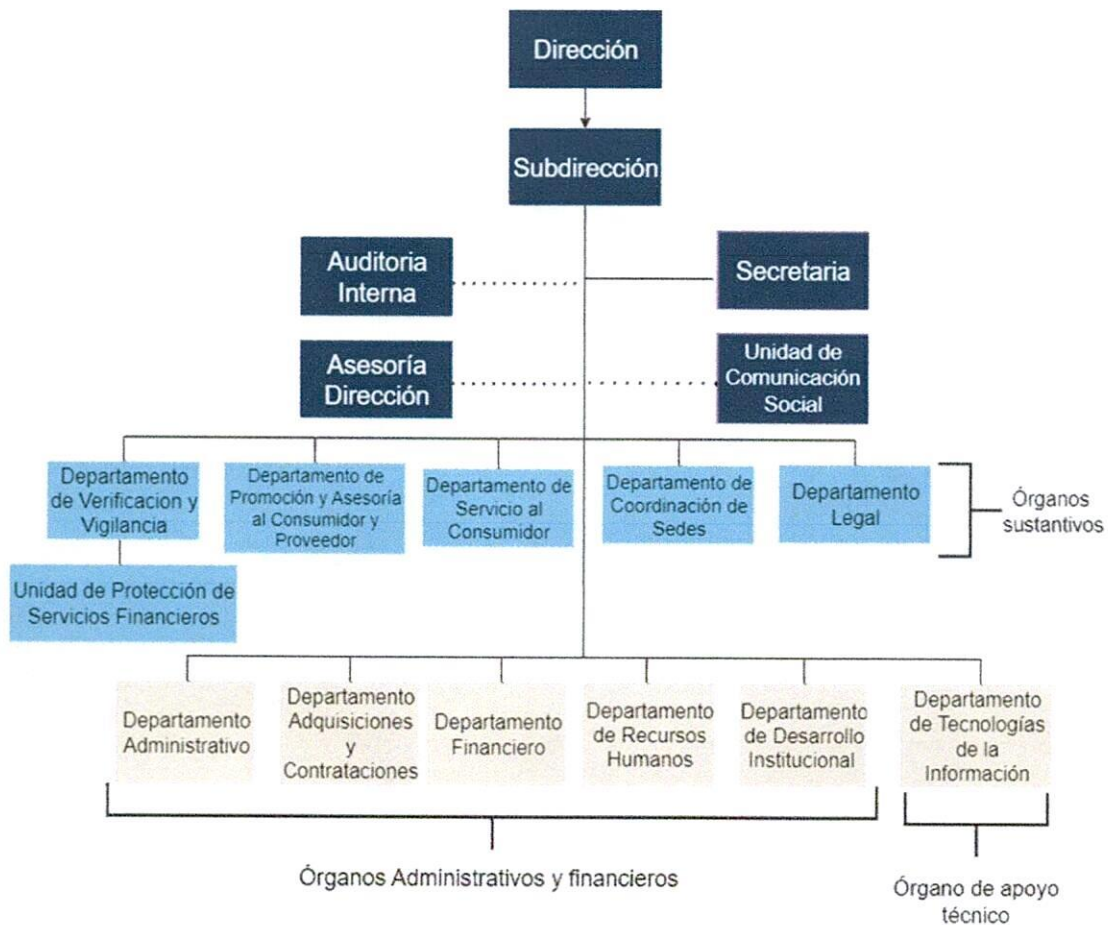 Dirección
Subdirección
Auditoria
Interna
Secretaria
Asesoría
Dirección
Unidad de
Comunicación
Social
Departamento
de Verificacion y
Vigilancia
Departamento de
Promoción y Asesoría
al Consumidor y
Proveedor
Departamento de
Servicio al
Consumidor
Departamento de
Coordinación de
Sedes
Departamento
Legal
Órganos
sustantivos
Unidad de Protección de
Servicios Financieros
Departamento
Administrativo
Departamento
Adquisiciones
y
Contrataciones
Departamento
Financiero
Departamento
de Recursos
Humanos
Departamento
de Desarrollo
Institucional
Departamento
de Tecnologías
de la
Información
Órganos Administrativos y financieros
Órgano de apoyo
técnico